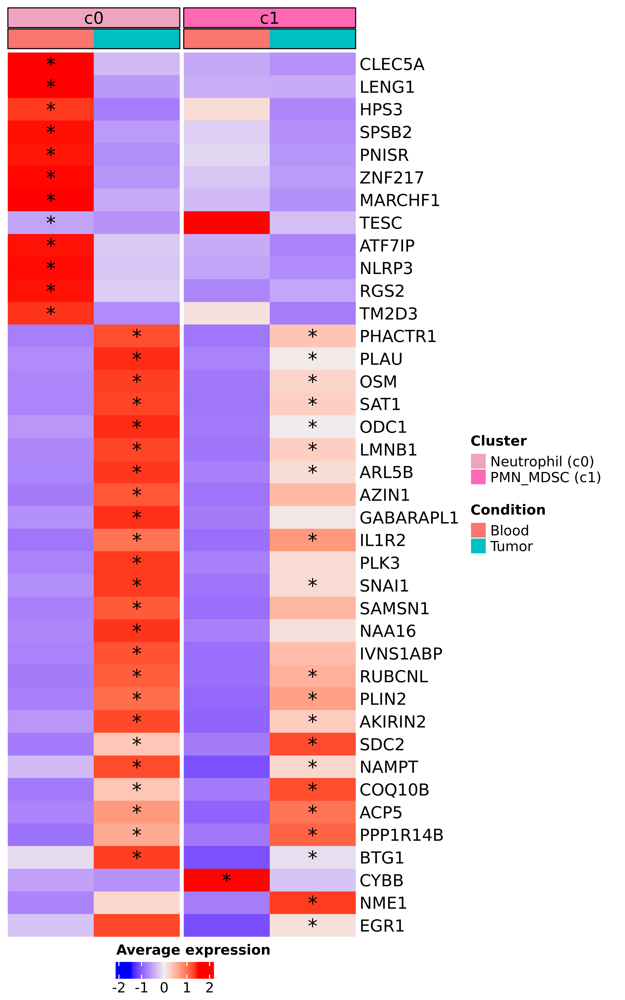 c0 c1
* CLEC5A
* LENG1
* HPS3
* SPSB2
* PNISR
* ZNF217
* MARCHF1
* TESC
* ATF7IP
* NLRP3
* RGS2
* TM2D3
* * PHACTR1
* * PLAU
* * OSM
* * SAT1
* * ODC1
* * LMNB1
* * ARL5B
* AZIN1
* GABARAPL1
* * IL1R2
* PLK3
* * SNAI1
* SAMSN1
* NAA16
* IVNS1ABP
* * RUBCNL
* * PLIN2
* * AKIRIN2
* * SDC2
* * NAMPT
* * COQ10B
* * ACP5
* * PPP1R14B
* * BTG1
* CYBB
* NME1
* EGR1
Cluster
Neutrophil (c0)
PMN_MDSC (c1)
Condition
Blood
Tumor
Average expression
-2 -1 0 1 2